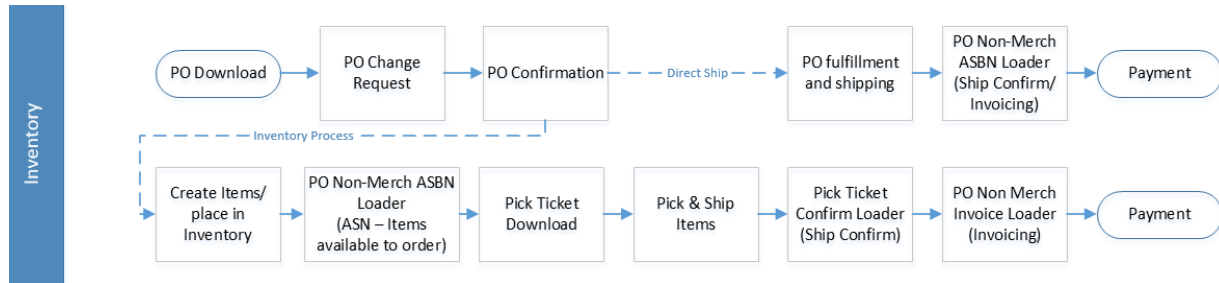 Inventory
PO Download
PO Change
Request
PO Confirmation
Direct Ship
PO fulfillment
and shipping
PO Non-Merch
ASBN Loader
(Ship Confirm/
Invoicing)
Payment
Inventory Process
Create Items/
place in
Inventory
PO Non-Merch ASBN
Loader
(ASN – Items
available to order)
Pick Ticket
Download
Pick & Ship
Items
Pick Ticket
Confirm Loader
(Ship Confirm)
PO Non Merch
Invoice Loader
(Invoicing)
Payment